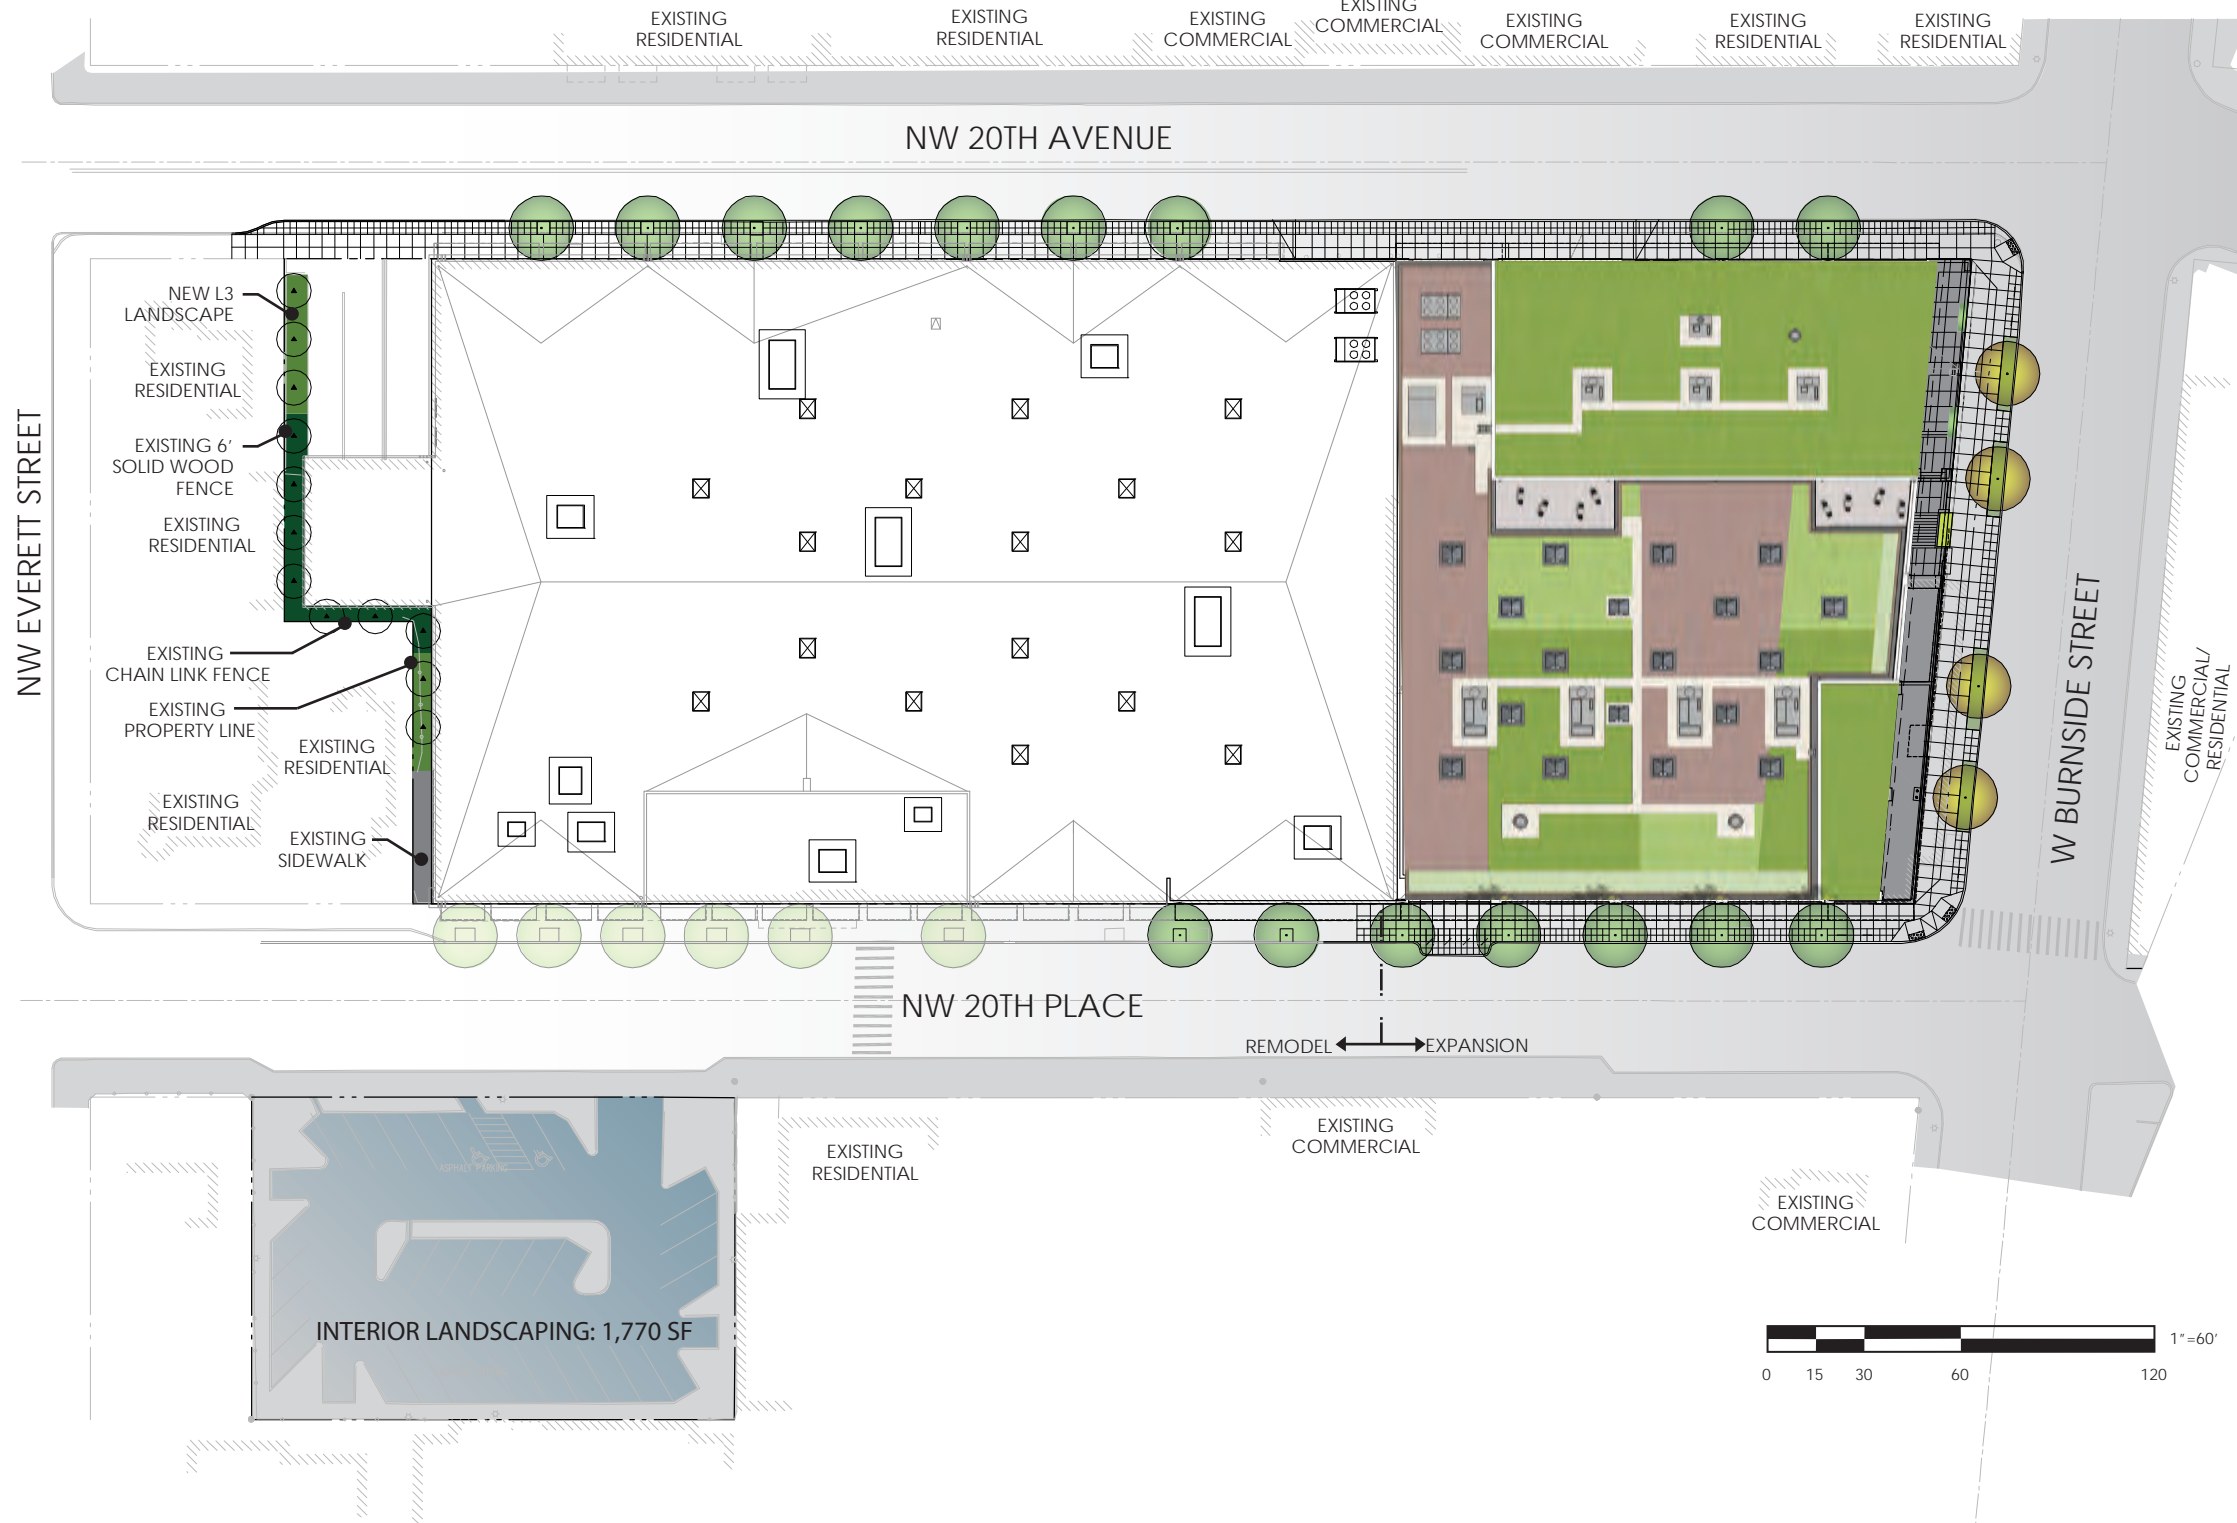 EXISTING
RESIDENTIAL
EXISTING
RESIDENTIAL
EXISTING
COMMERCIAL
EXISTING
COMMERCIAL
EXISTING
COMMERCIAL
EXISTING
RESIDENTIAL
EXISTING
RESIDENTIAL
NW 20TH AVENUE
NEW L3
LANDSCAPE
EXISTING
RESIDENTIAL
EXISTING 6'
SOLID WOOD
FENCE
EXISTING
RESIDENTIAL
NW EVERETT STREET
EXISTING
CHAIN LINK FENCE
EXISTING
PROPERTY LINE
EXISTING
RESIDENTIAL
EXISTING
RESIDENTIAL
EXISTING
SIDEWALK
W BURNSIDE STREET
EXISTING
COMMERCIAL/
RESIDENTIAL
NW 20TH PLACE
REMODEL
EXPANSION
EXISTING
RESIDENTIAL
EXISTING
COMMERCIAL
EXISTING
COMMERCIAL
ASPHALT PARKING
INTERIOR LANDSCAPING: 1,770 SF
1"=60'
0 15 30 60 120